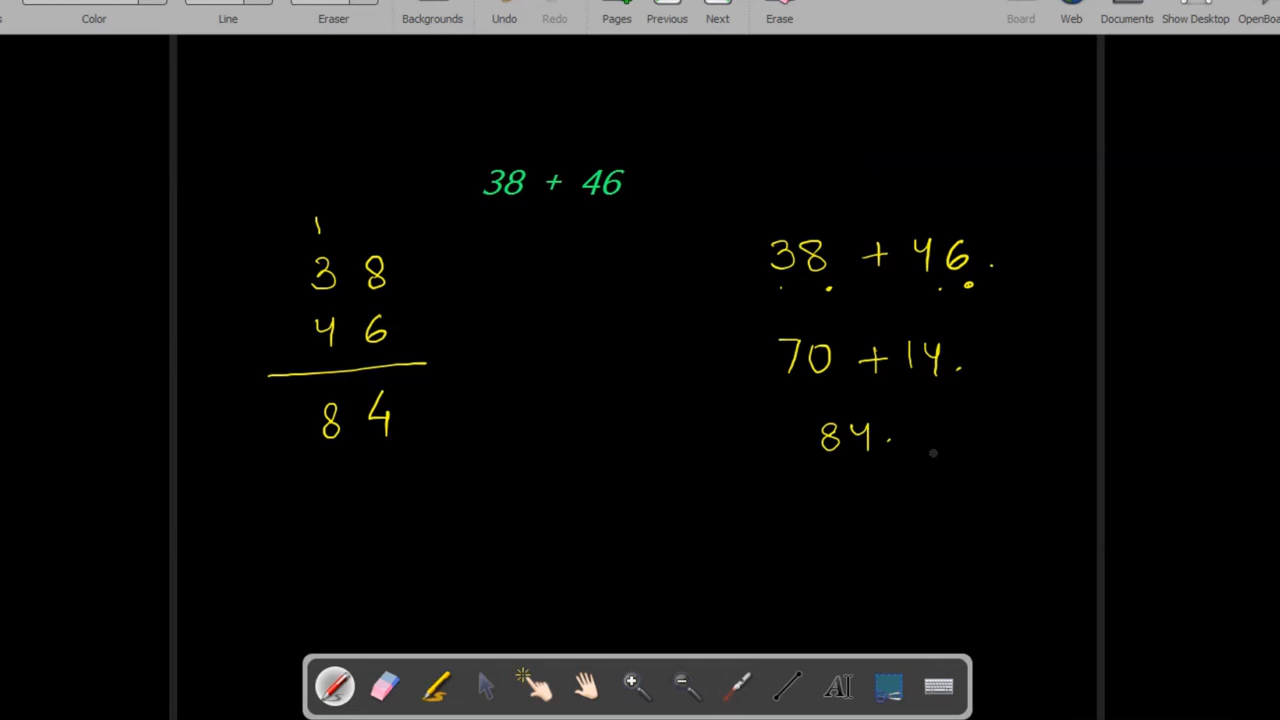 Line Eraser Backgrounds Undo Redo Pages Previous Next Erase Board Web Documents Show Desktop
Color
38 + 46
1
3 8
4 6
8 4
38 + 46.
70 + 14.
84.
AI